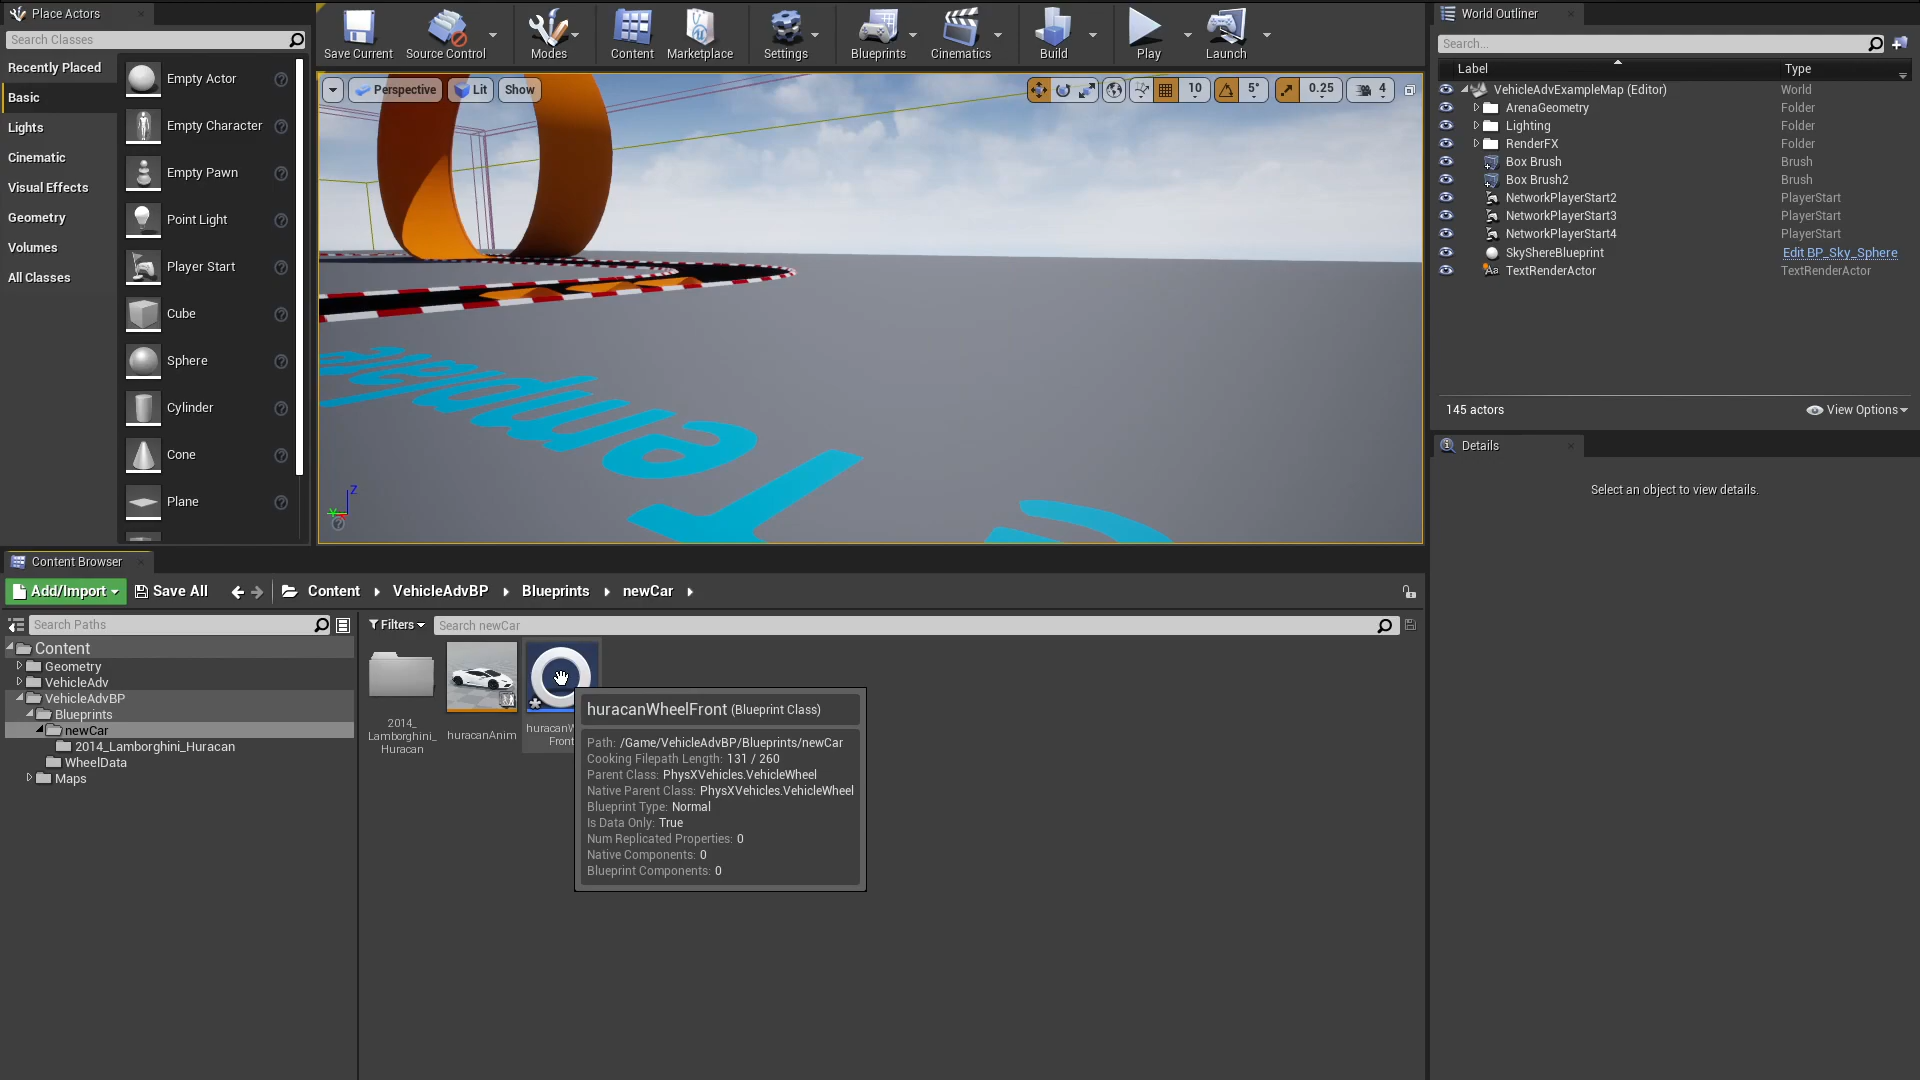 Place Actors
Search Classes
Recently Placed
Basic
Lights
Cinematic
Visual Effects
Geometry
Volumes
All Classes
Empty Actor
Empty Character
Empty Pawn
Point Light
Player Start
Cube
Sphere
Cylinder
Cone
Plane
Save Current
Source Control
Modes
Content
Marketplace
Settings
Blueprints
Cinematics
Build
Play
Launch
Perspective
Lit
Show
10
5°
0.25
4
Z
Y
World Outliner
Search...
Label Type
VehicleAdvExampleMap (Editor) World
ArenaGeometry Folder
Lighting Folder
RenderFX Folder
Box Brush Brush
Box Brush2 Brush
NetworkPlayerStart2 PlayerStart
NetworkPlayerStart3 PlayerStart
NetworkPlayerStart4 PlayerStart
SkyShereBlueprint Edit BP_Sky_Sphere
TextRenderActor TextRenderActor
145 actors
View Options
Details
Select an object to view details.
Content Browser
Add/Import
Save All
Content
VehicleAdvBP
Blueprints
newCar
Search Paths
Content
Geometry
VehicleAdv
VehicleAdvBP
Blueprints
newCar
2014_Lamborghini_Huracan
WheelData
Maps
Filters
Search newCar
2014_
Lamborghini_
Huracan
huracanAnim
huracanW
Front
huracanWheelFront (Blueprint Class)
Path: /Game/VehicleAdvBP/Blueprints/newCar
Cooking Filepath Length: 131 / 260
Parent Class: PhysXVehicles.VehicleWheel
Native Parent Class: PhysXVehicles.VehicleWheel
Blueprint Type: Normal
Is Data Only: True
Num Replicated Properties: 0
Native Components: 0
Blueprint Components: 0